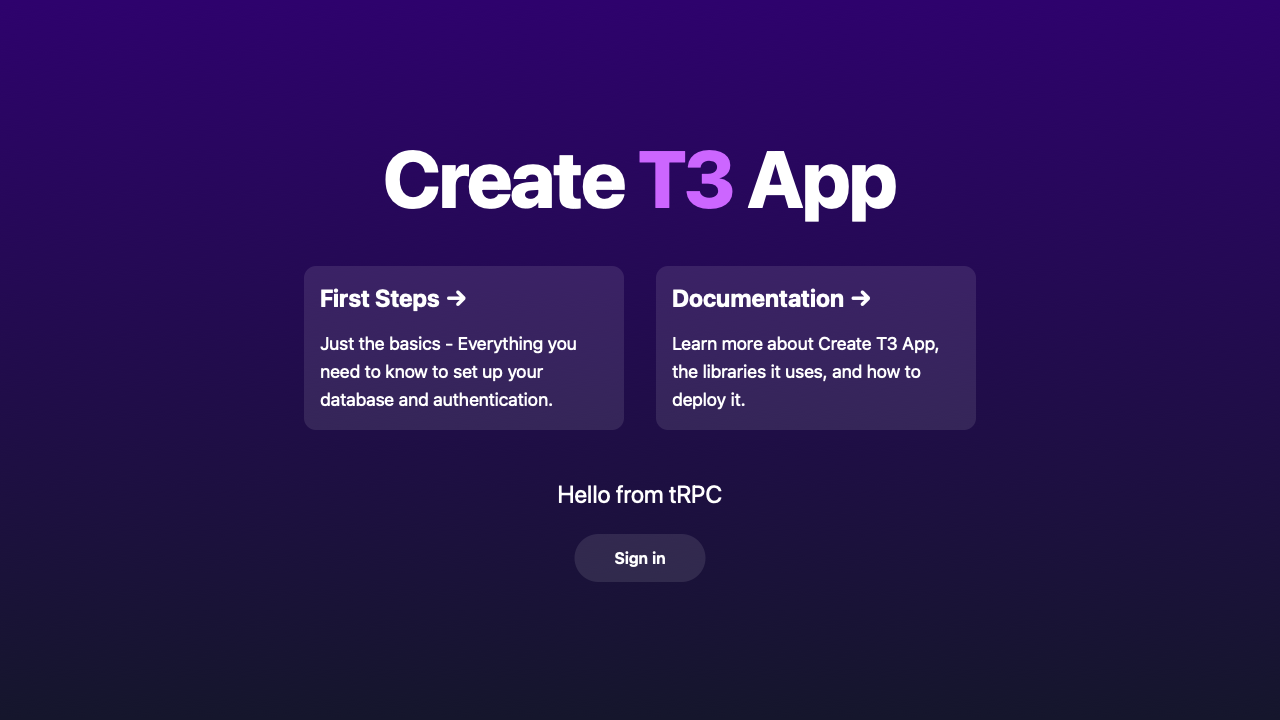 Create T3 App
First Steps →
Just the basics - Everything you
need to know to set up your
database and authentication.
Documentation →
Learn more about Create T3 App,
the libraries it uses, and how to
deploy it.
Hello from tRPC
Sign in